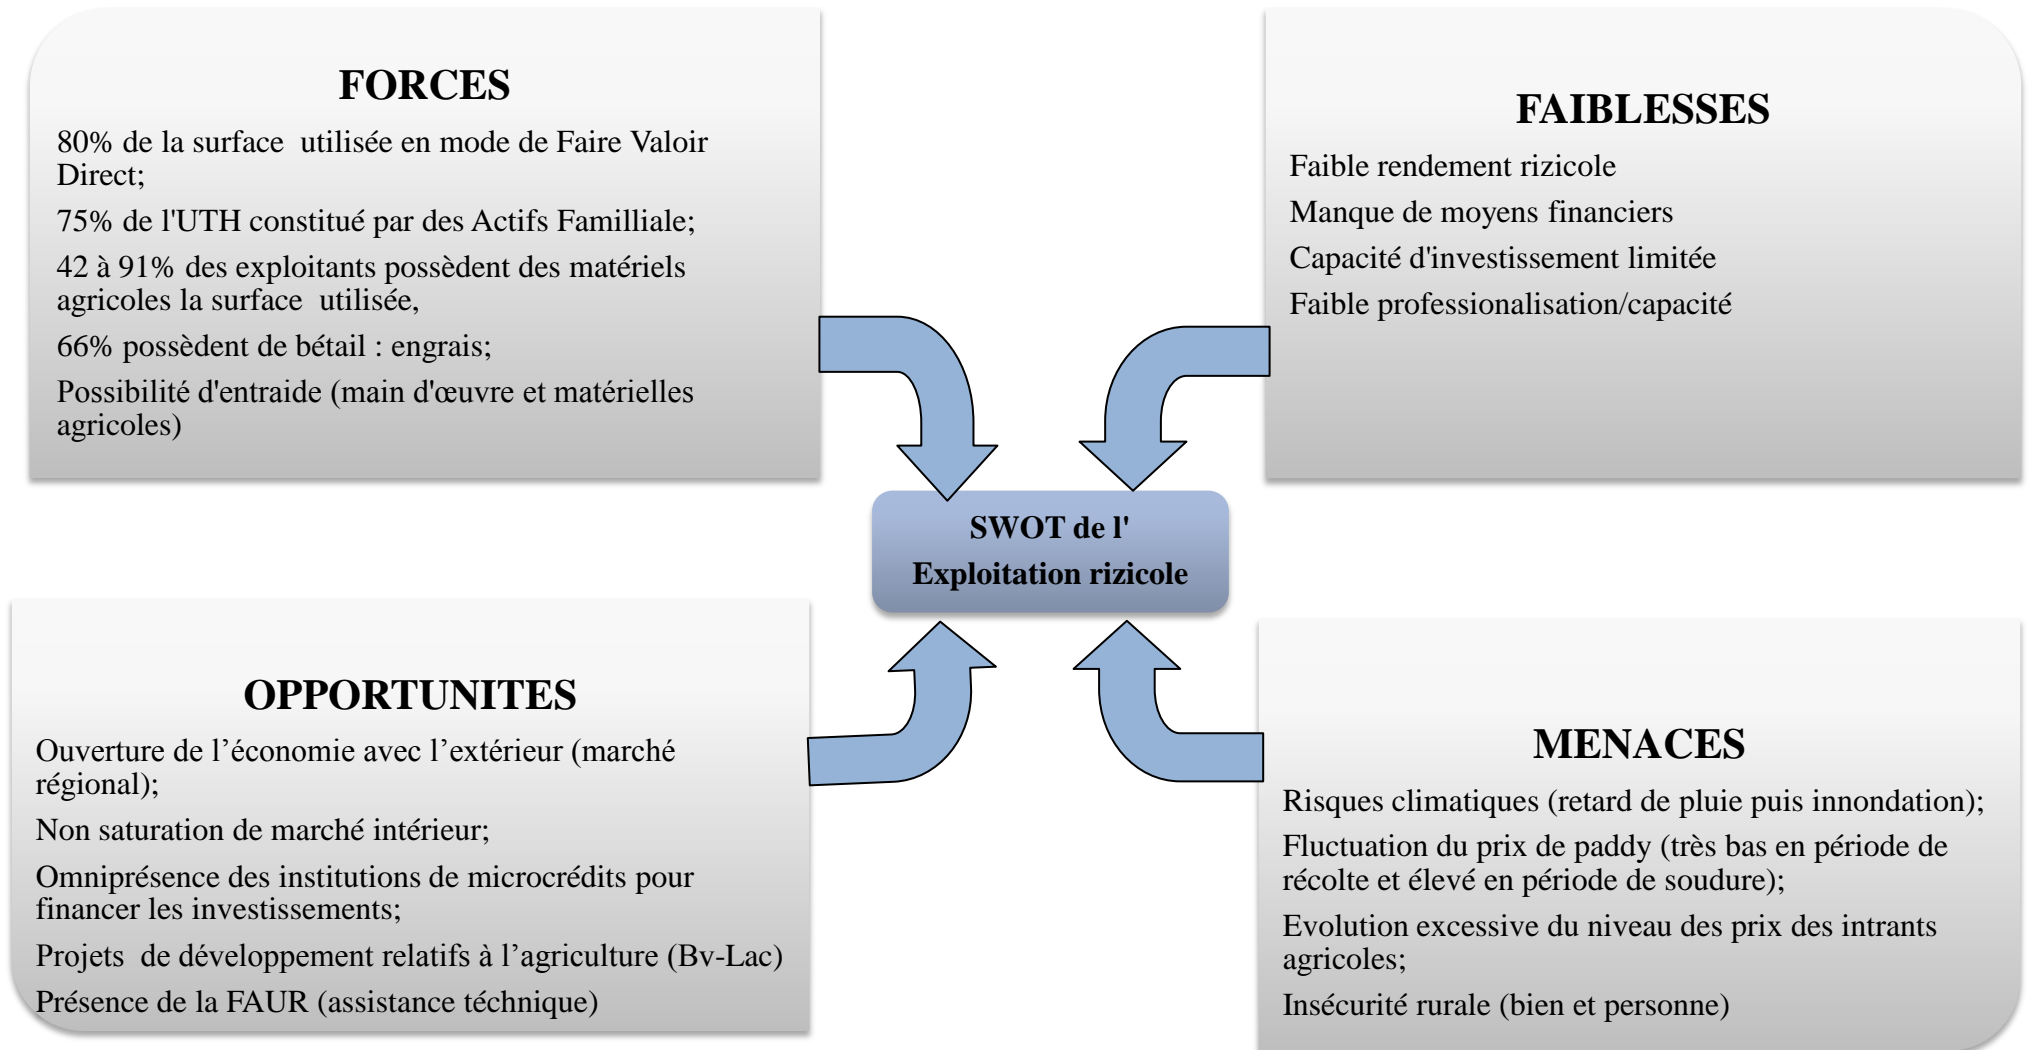 FORCES
80% de la surface  utilisée en mode de Faire Valoir
Direct;
75% de l'UTH constitué par des Actifs Familliale;
42 à 91% des exploitants possèdent des matériels
agricoles la surface  utilisée,
66% possèdent de bétail : engrais;
Possibilité d'entraide (main d'œuvre et matérielles
agricoles)
FAIBLESSES
Faible rendement rizicole
Manque de moyens financiers
Capacité d'investissement limitée
Faible professionalisation/capacité
SWOT de l'
Exploitation rizicole
OPPORTUNITES
Ouverture de l’économie avec l’extérieur (marché
régional);
Non saturation de marché intérieur;
Omniprésence des institutions de microcrédits pour
financer les investissements;
Projets  de développement relatifs à l’agriculture (Bv-Lac)
Présence de la FAUR (assistance téchnique)
MENACES
Risques climatiques (retard de pluie puis innondation);
Fluctuation du prix de paddy (très bas en période de
récolte et élevé en période de soudure);
Evolution excessive du niveau des prix des intrants
agricoles;
Insécurité rurale (bien et personne)